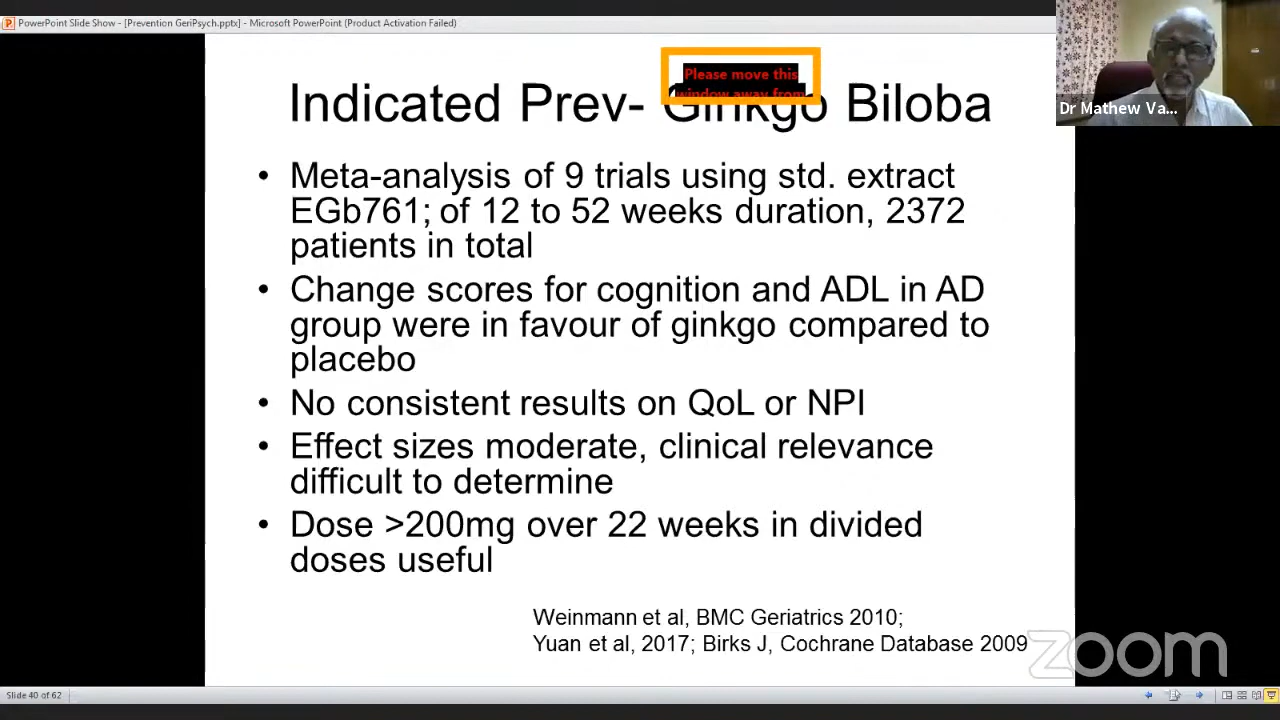 PowerPoint Slide Show - [Prevention GeriPsych.pptx] - Microsoft PowerPoint (Product Activation Failed)
Please move this
window away from
Dr Mathew Va...
Indicated Prev- Ginkgo Biloba
• Meta-analysis of 9 trials using std. extract
EGb761; of 12 to 52 weeks duration, 2372
patients in total
• Change scores for cognition and ADL in AD
group were in favour of ginkgo compared to
placebo
• No consistent results on QoL or NPI
• Effect sizes moderate, clinical relevance
difficult to determine
• Dose >200mg over 22 weeks in divided
doses useful
Weinmann et al, BMC Geriatrics 2010;
Yuan et al, 2017; Birks J, Cochrane Database 2009
zoom
Slide 40 of 62